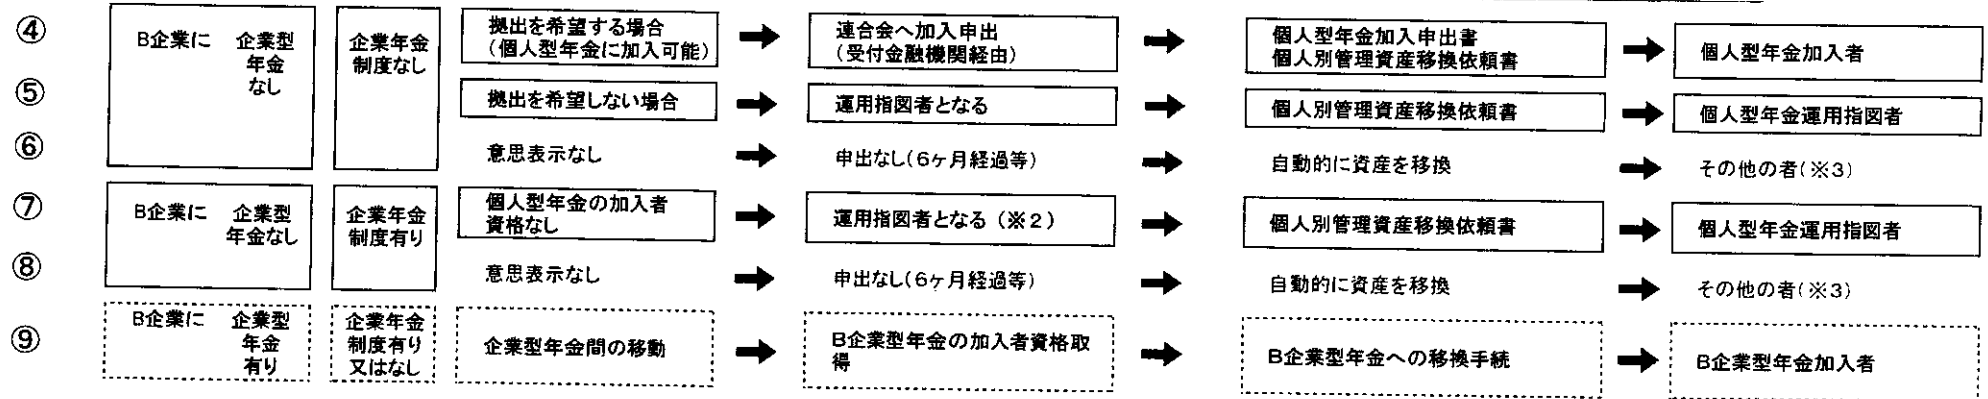 ④
B企業に 企業型
年金
なし
企業年金
制度なし
拠出を希望する場合
(個人型年金に加入可能)
連合会へ加入申出
(受付金融機関経由)
個人型年金加入申出書
個人別管理資産移換依頼書
個人型年金加入者
⑤
拠出を希望しない場合
運用指図者となる
個人別管理資産移換依頼書
個人型年金運用指図者
⑥
意思表示なし
申出なし(6ヶ月経過等)
自動的に資産を移換
その他の者(※3)
⑦
B企業に 企業型
年金なし
企業年金
制度有り
個人型年金の加入者
資格なし
運用指図者となる(※2)
個人別管理資産移換依頼書
個人型年金運用指図者
⑧
意思表示なし
申出なし(6ヶ月経過等)
自動的に資産を移換
その他の者(※3)
⑨
B企業に 企業型
年金
有り
企業年金
制度有り
又はなし
企業型年金間の移動
B企業型年金の加入者資格取
得
B企業型年金への移換手続
B企業型年金加入者